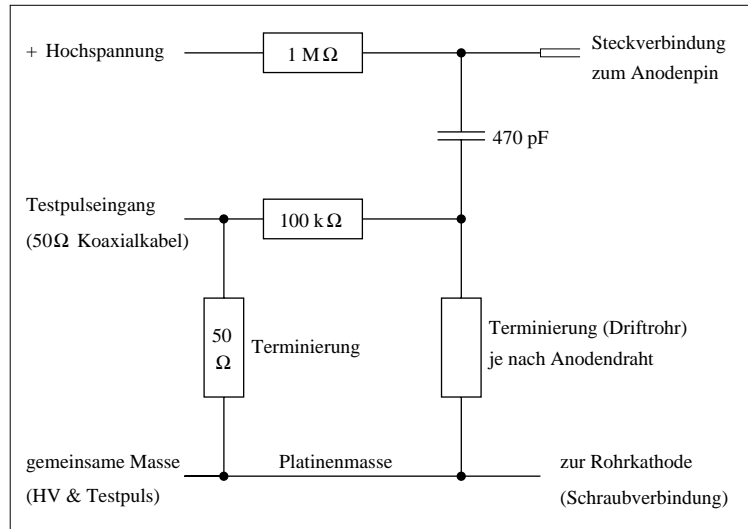 + Hochspannung
1 MΩ
Steckverbindung
zum Anodenpin
470 pF
Testpulseingang
(50Ω Koaxialkabel)
100 kΩ
50
Ω
Terminierung
Terminierung (Driftrohr)
je nach Anodendraht
gemeinsame Masse
(HV & Testpuls)
Platinenmasse
zur Rohrkathode
(Schraubverbindung)